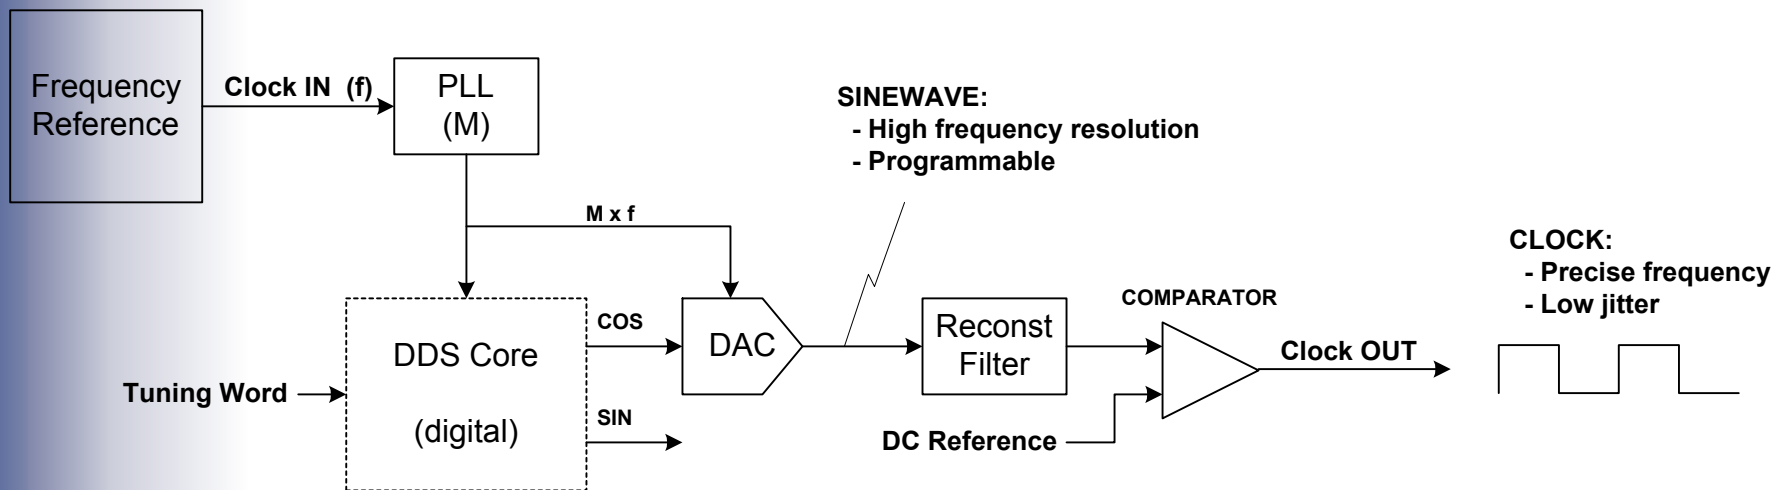 Frequency
Reference
Clock IN (f)
PLL
(M)
SINEWAVE:
- High frequency resolution
- Programmable
M x f
CLOCK:
- Precise frequency
- Low jitter
COMPARATOR
COS
DAC
Reconst
Filter
Clock OUT
DDS Core
(digital)
Tuning Word
SIN
DC Reference